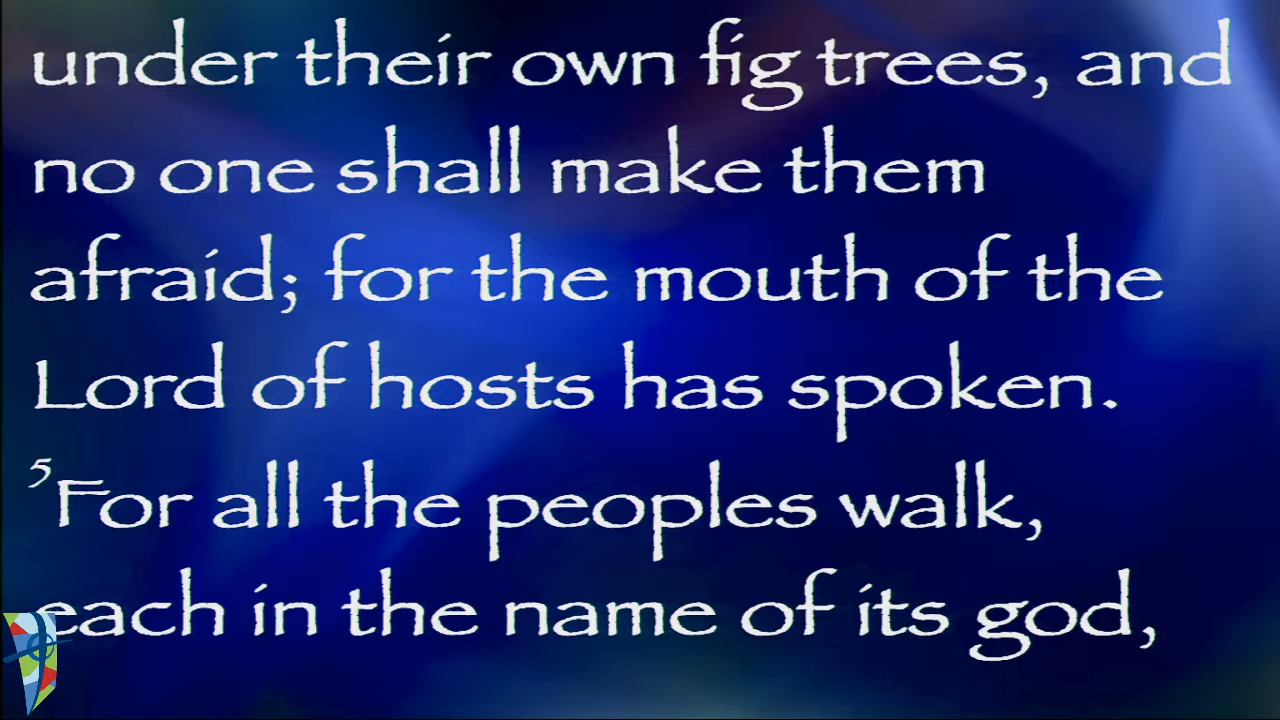 under their own fig trees, and
no one shall make them
afraid; for the mouth of the
Lord of hosts has spoken.
⁵For all the peoples walk,
each in the name of its god,